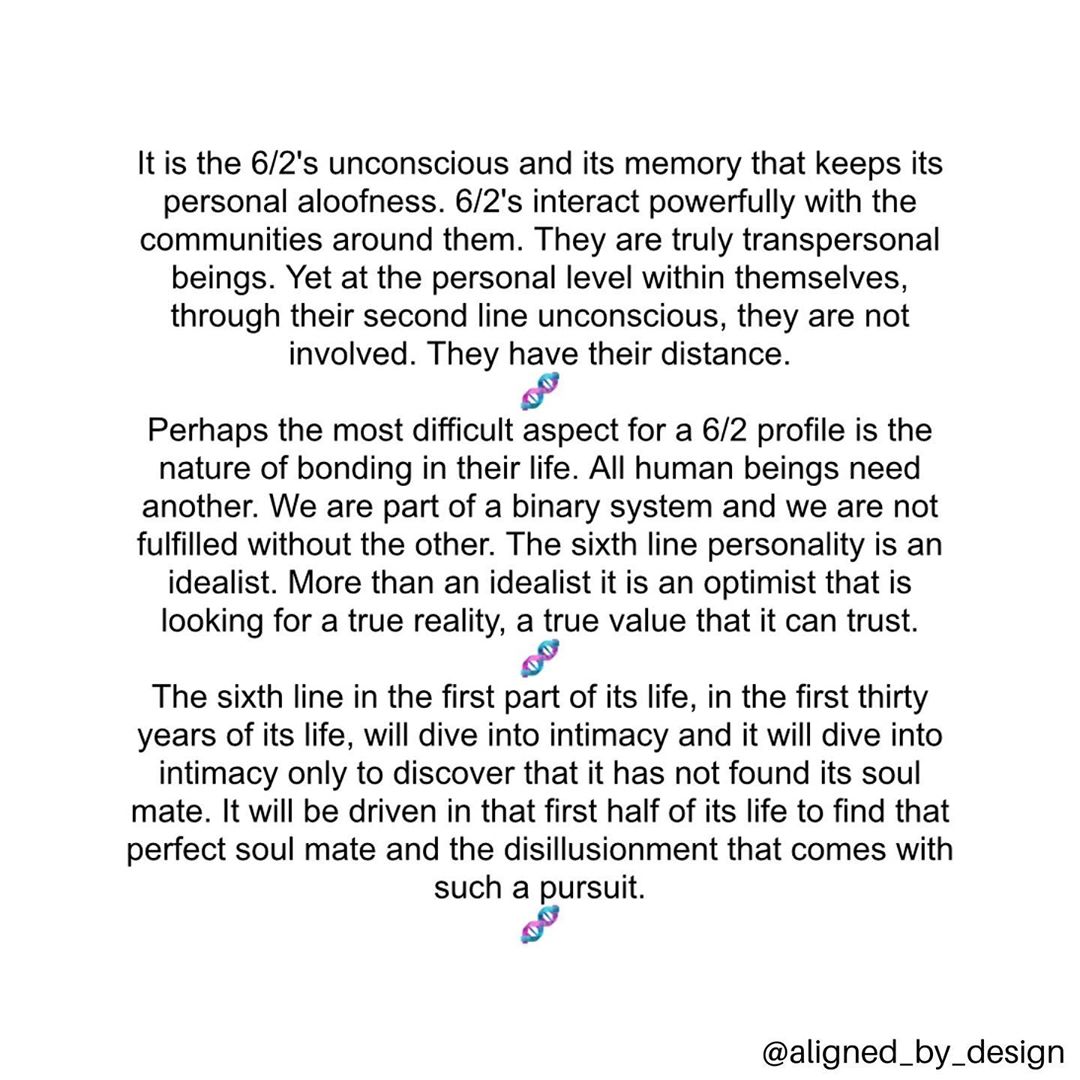 It is the 6/2's unconscious and its memory that keeps its
personal aloofness. 6/2's interact powerfully with the
communities around them. They are truly transpersonal
beings. Yet at the personal level within themselves,
through their second line unconscious, they are not
involved. They have their distance.
🧬
Perhaps the most difficult aspect for a 6/2 profile is the
nature of bonding in their life. All human beings need
another. We are part of a binary system and we are not
fulfilled without the other. The sixth line personality is an
idealist. More than an idealist it is an optimist that is
looking for a true reality, a true value that it can trust.
🧬
The sixth line in the first part of its life, in the first thirty
years of its life, will dive into intimacy and it will dive into
intimacy only to discover that it has not found its soul
mate. It will be driven in that first half of its life to find that
perfect soul mate and the disillusionment that comes with
such a pursuit.
🧬
@aligned_by_design